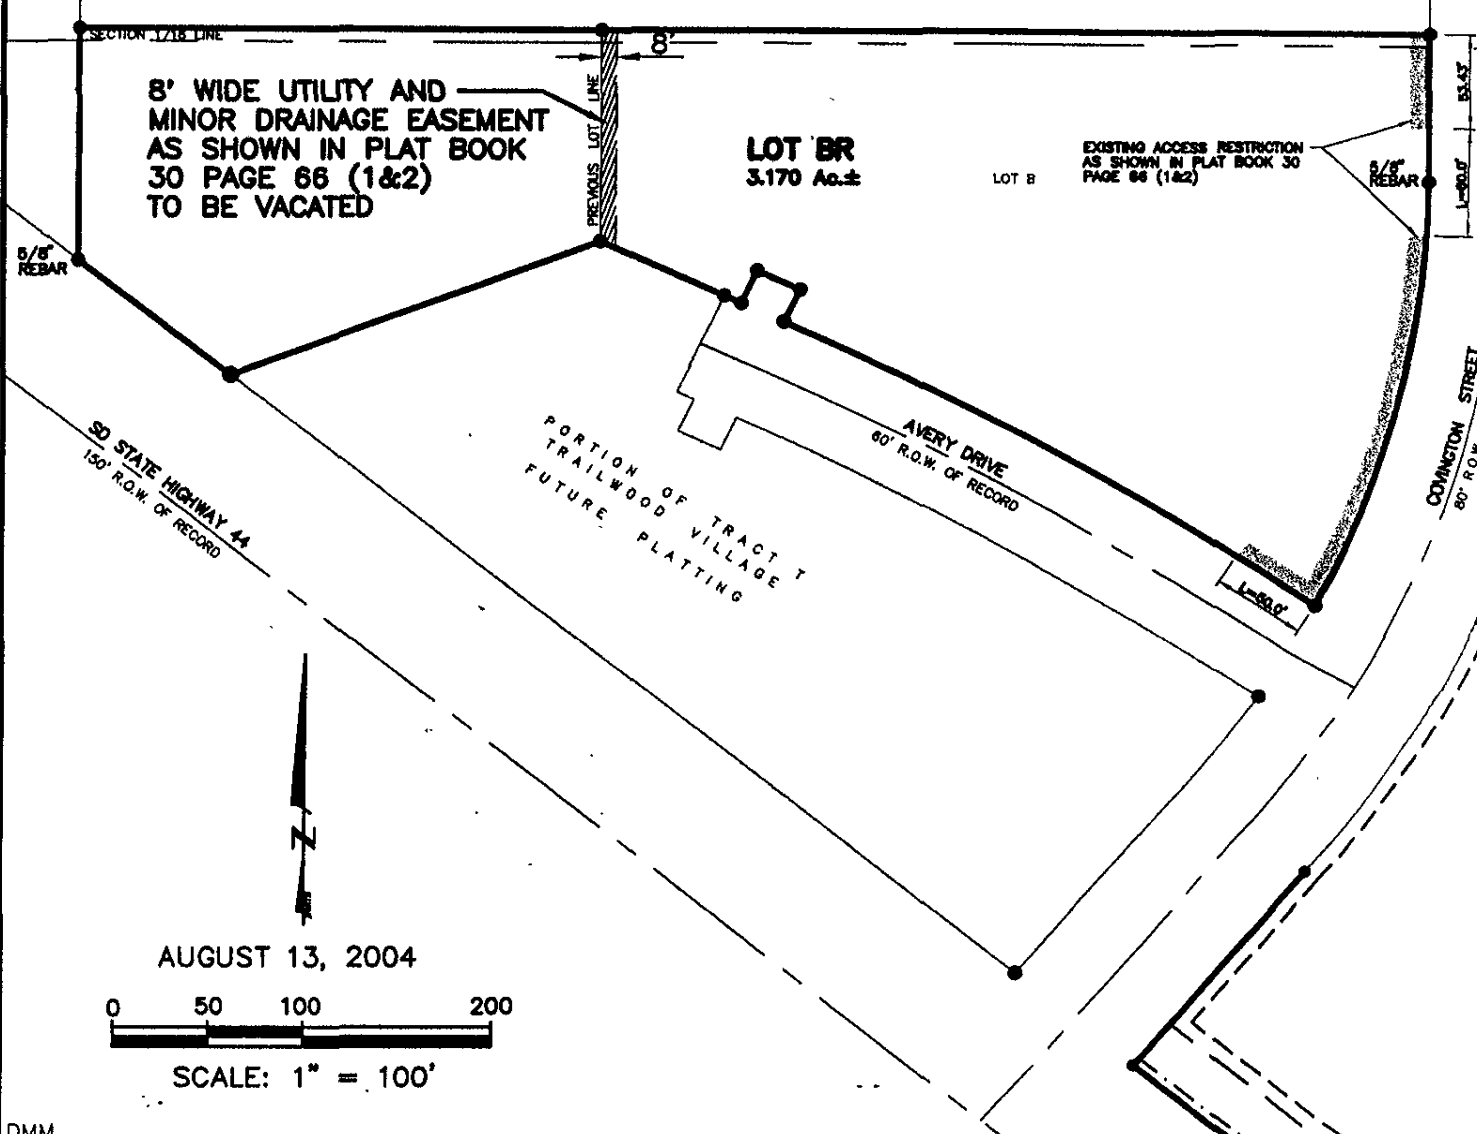 SECTION 1/16 LINE
8'
8' WIDE UTILITY AND
MINOR DRAINAGE EASEMENT
AS SHOWN IN PLAT BOOK
30 PAGE 66 (1&2)
TO BE VACATED
PREVIOUS LOT LINE
LOT BR
3.170 Ac.±
LOT B
EXISTING ACCESS RESTRICTION
AS SHOWN IN PLAT BOOK 30
PAGE 66 (1&2)
5/8"
REBAR
53.43'
L=60.0'
5/8"
REBAR
SD STATE HIGHWAY 44
150' R.O.W. OF RECORD
PORTION OF TRACT T
TRAILWOOD VILLAGE
FUTURE PLATTING
AVERY DRIVE
60' R.O.W. OF RECORD
L=50.0'
COVINGTON STREET
80' R.O.W.
N
AUGUST 13, 2004
0 50 100 200
SCALE: 1" = 100'
DMM